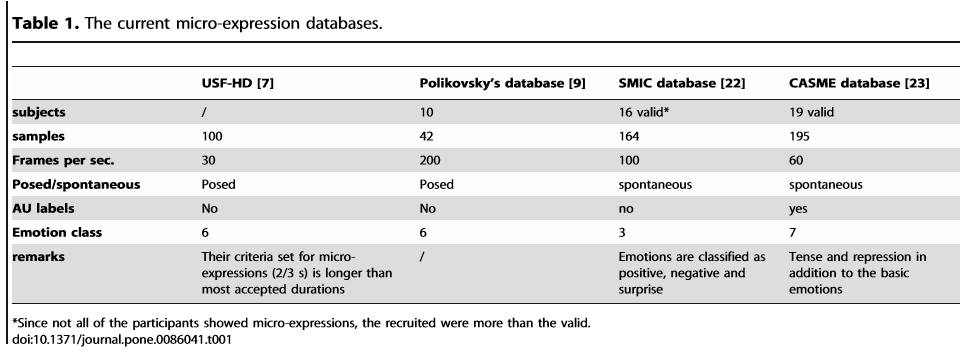 Table 1. The current micro-expression databases.
USF-HD [7] Polikovsky's database [9] SMIC database [22] CASME database [23]
subjects / 10 16 valid* 19 valid
samples 100 42 164 195
Frames per sec. 30 200 100 60
Posed/spontaneous Posed Posed spontaneous spontaneous
AU labels No No no yes
Emotion class 6 6 3 7
remarks Their criteria set for micro- / Emotions are classified as Tense and repression in
expressions (2/3 s) is longer than positive, negative and addition to the basic
most accepted durations surprise emotions
*Since not all of the participants showed micro-expressions, the recruited were more than the valid.
doi:10.1371/journal.pone.0086041.t001